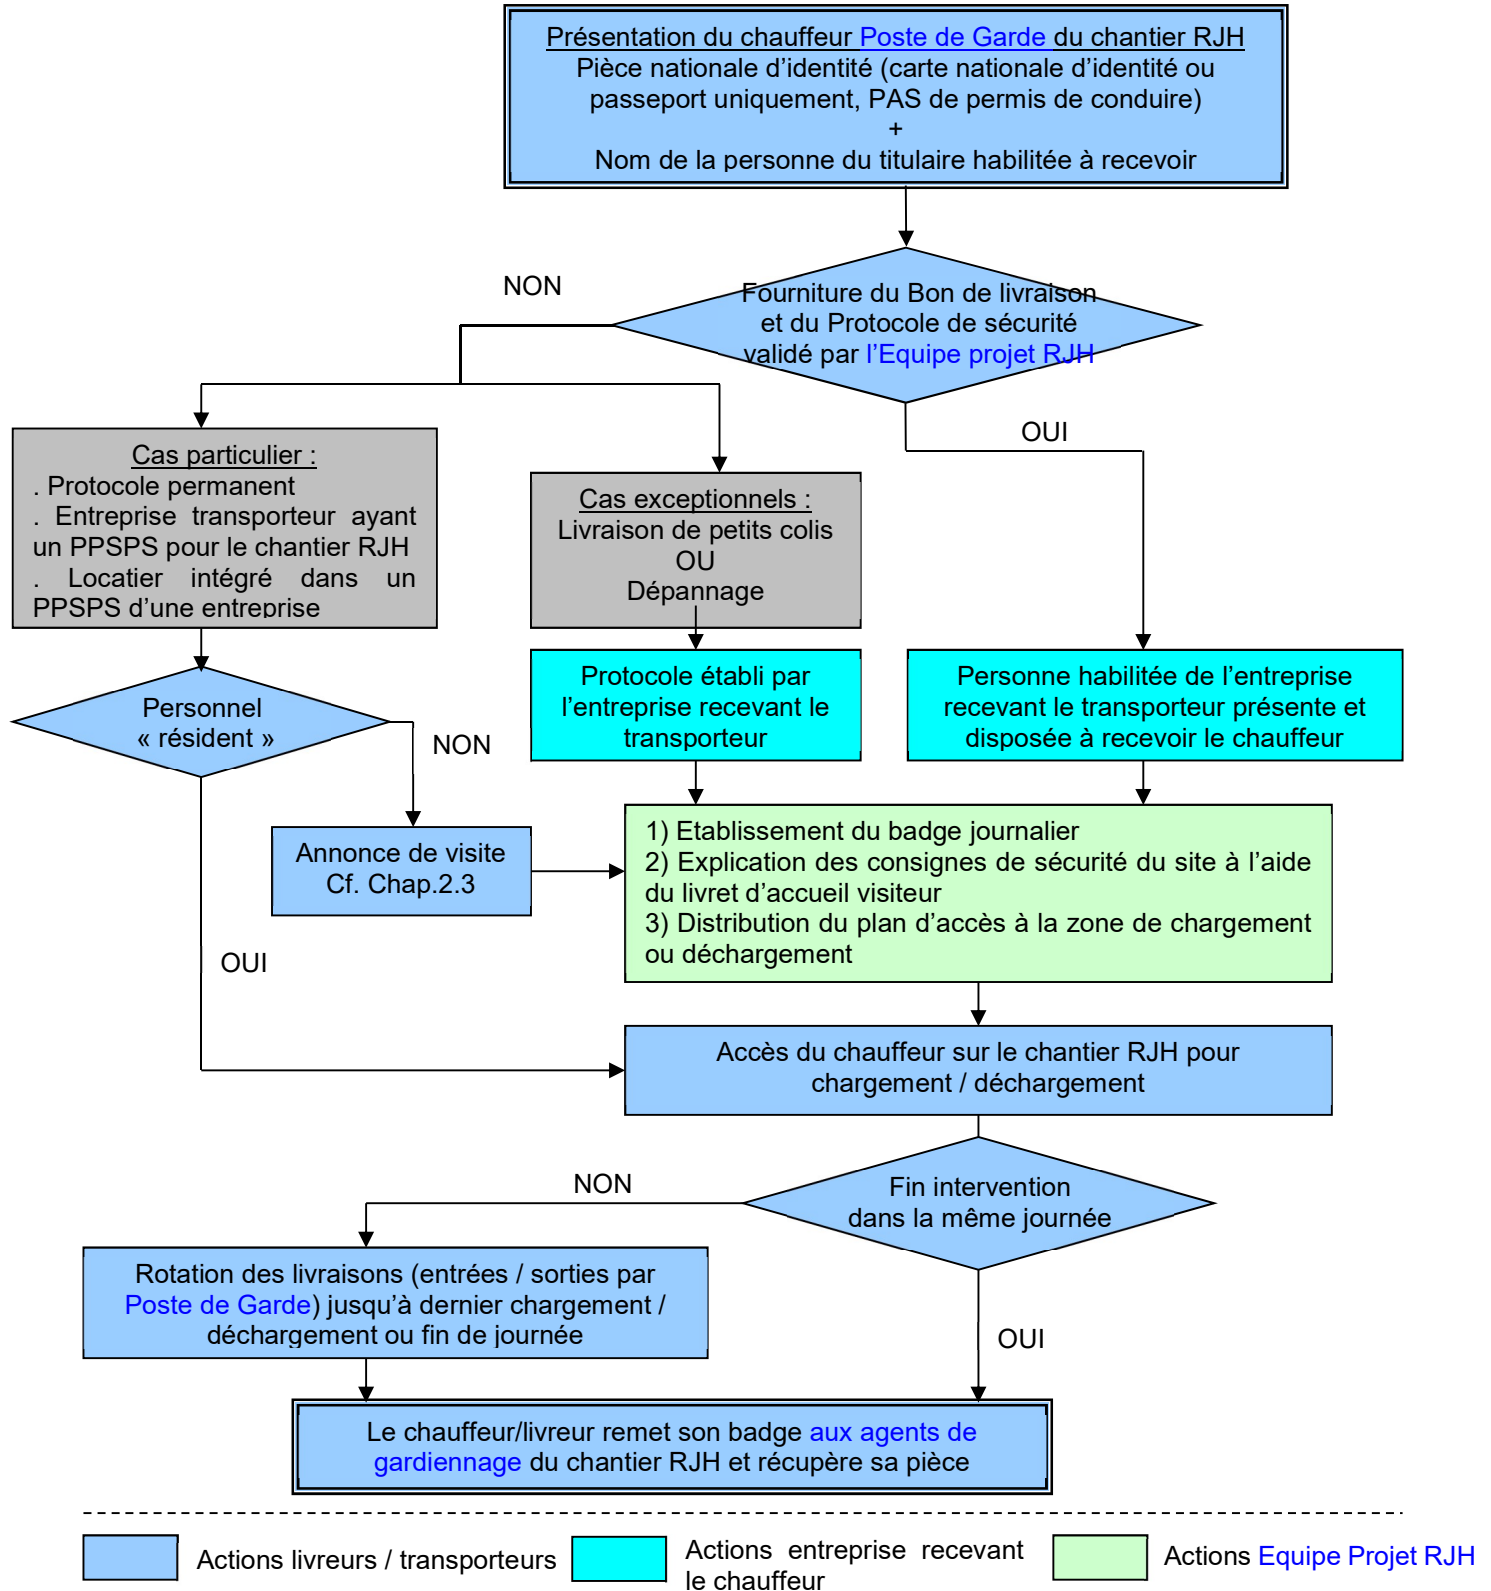 Présentation du chauffeur Poste de Garde du chantier RJH
Pièce nationale d’identité (carte nationale d’identité ou
passeport uniquement, PAS de permis de conduire)
+
Nom de la personne du titulaire habilitée à recevoir
NON
Fourniture du Bon de livraison
et du Protocole de sécurité
validé par l’Equipe projet RJH
OUI
Cas particulier :
. Protocole permanent
. Entreprise transporteur ayant
un PPSPS pour le chantier RJH
. Locatier intégré dans un
PPSPS d’une entreprise
Cas exceptionnels :
Livraison de petits colis
OU
Dépannage
Personnel
« résident »
NON
Protocole établi par
l’entreprise recevant le
transporteur
Personne habilitée de l’entreprise
recevant le transporteur présente et
disposée à recevoir le chauffeur
Annonce de visite
Cf. Chap.2.3
1) Etablissement du badge journalier
2) Explication des consignes de sécurité du site à l’aide
du livret d’accueil visiteur
3) Distribution du plan d’accès à la zone de chargement
ou déchargement
OUI
Accès du chauffeur sur le chantier RJH pour
chargement / déchargement
NON
Fin intervention
dans la même journée
Rotation des livraisons (entrées / sorties par
Poste de Garde) jusqu’à dernier chargement /
déchargement ou fin de journée
OUI
Le chauffeur/livreur remet son badge aux agents de
gardiennage du chantier RJH et récupère sa pièce
Actions livreurs / transporteurs
Actions entreprise recevant
le chauffeur
Actions Equipe Projet RJH